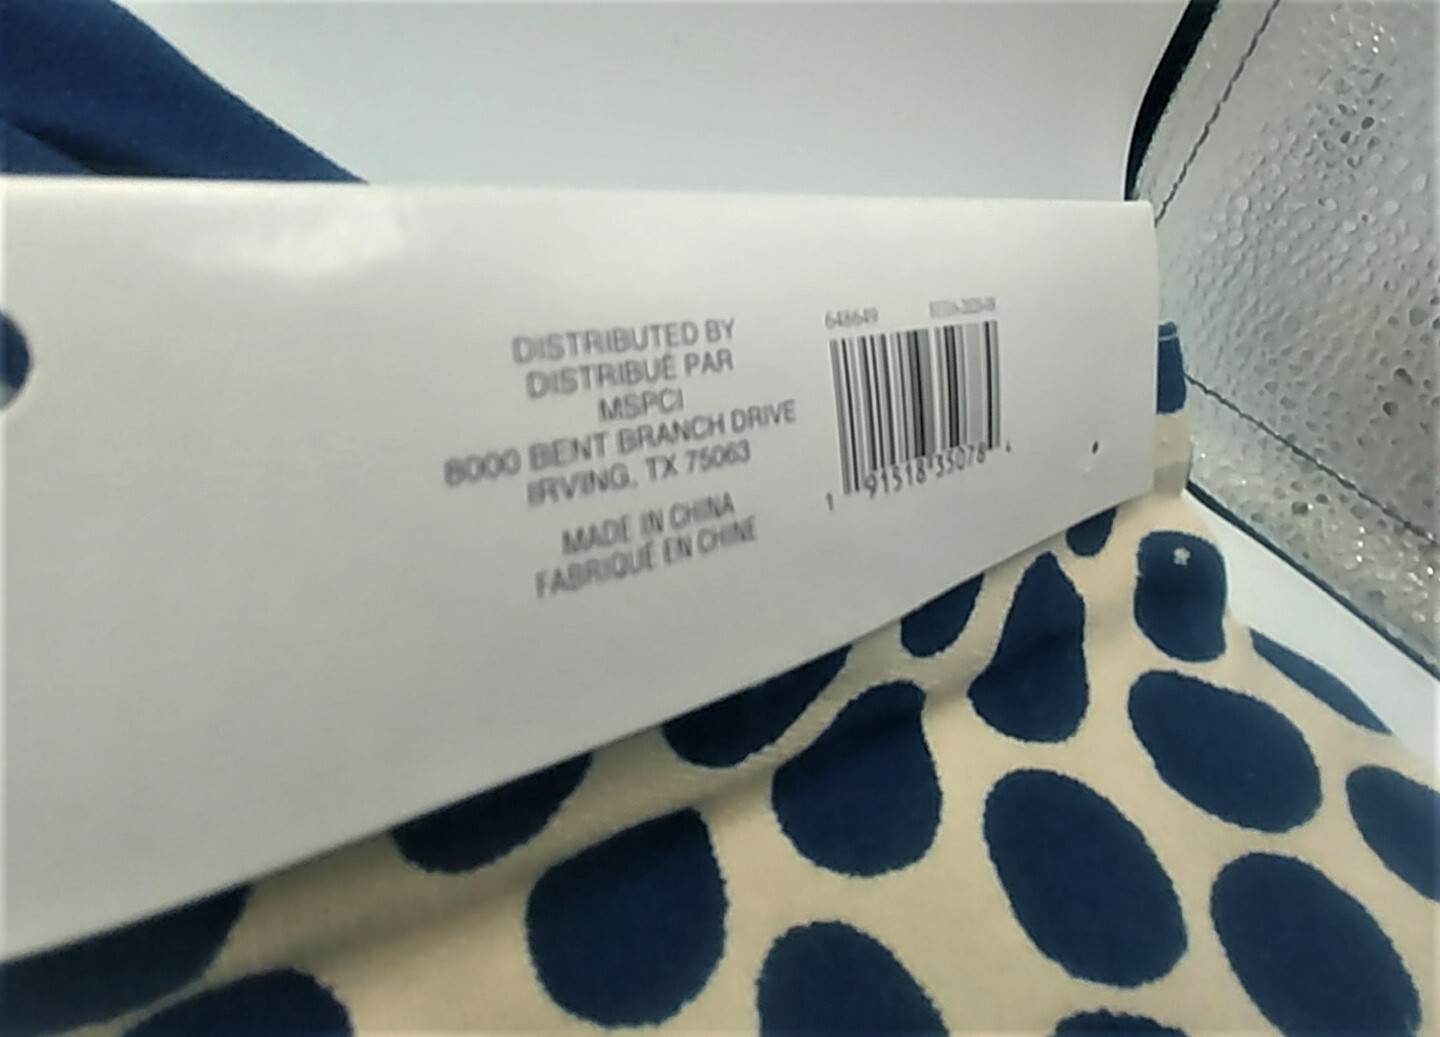 DISTRIBUTED BY
DISTRIBUÉ PAR
MSPCI
8000 BENT BRANCH DRIVE
IRVING, TX 75063
MADE IN CHINA
FABRIQUÉ EN CHINE
648649
1 91518 35078 4